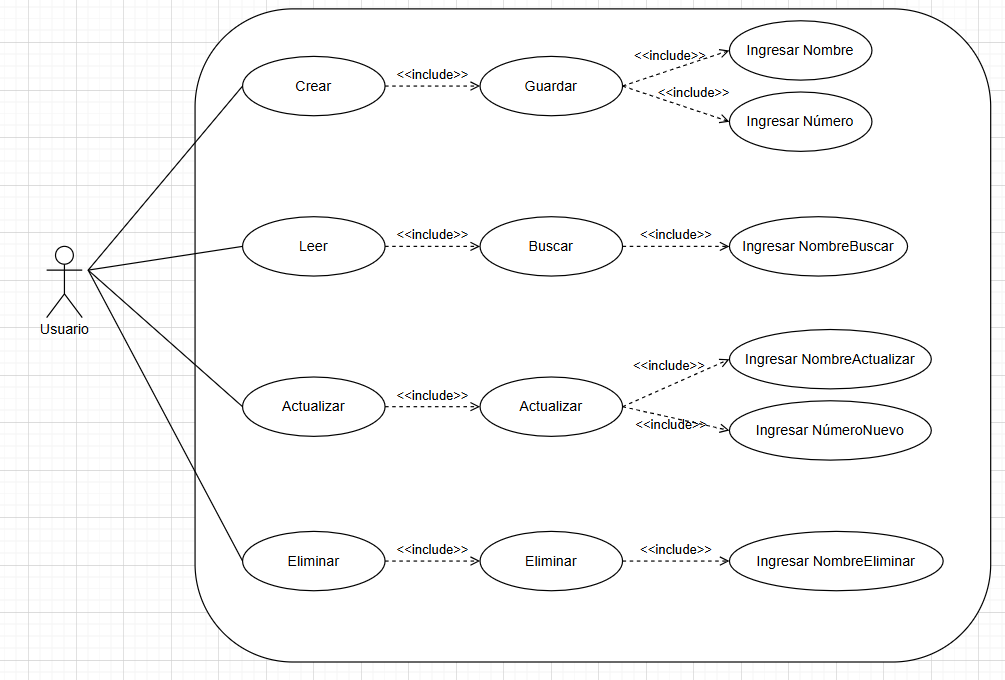 <<include>>
Ingresar Nombre
Crear
<<include>>
Guardar
<<include>>
Ingresar Número
Leer
<<include>>
Buscar
<<include>>
Ingresar NombreBuscar
Usuario
<<include>>
Ingresar NombreActualizar
Actualizar
<<include>>
Actualizar
<<include>>
Ingresar NúmeroNuevo
Eliminar
<<include>>
Eliminar
<<include>>
Ingresar NombreEliminar